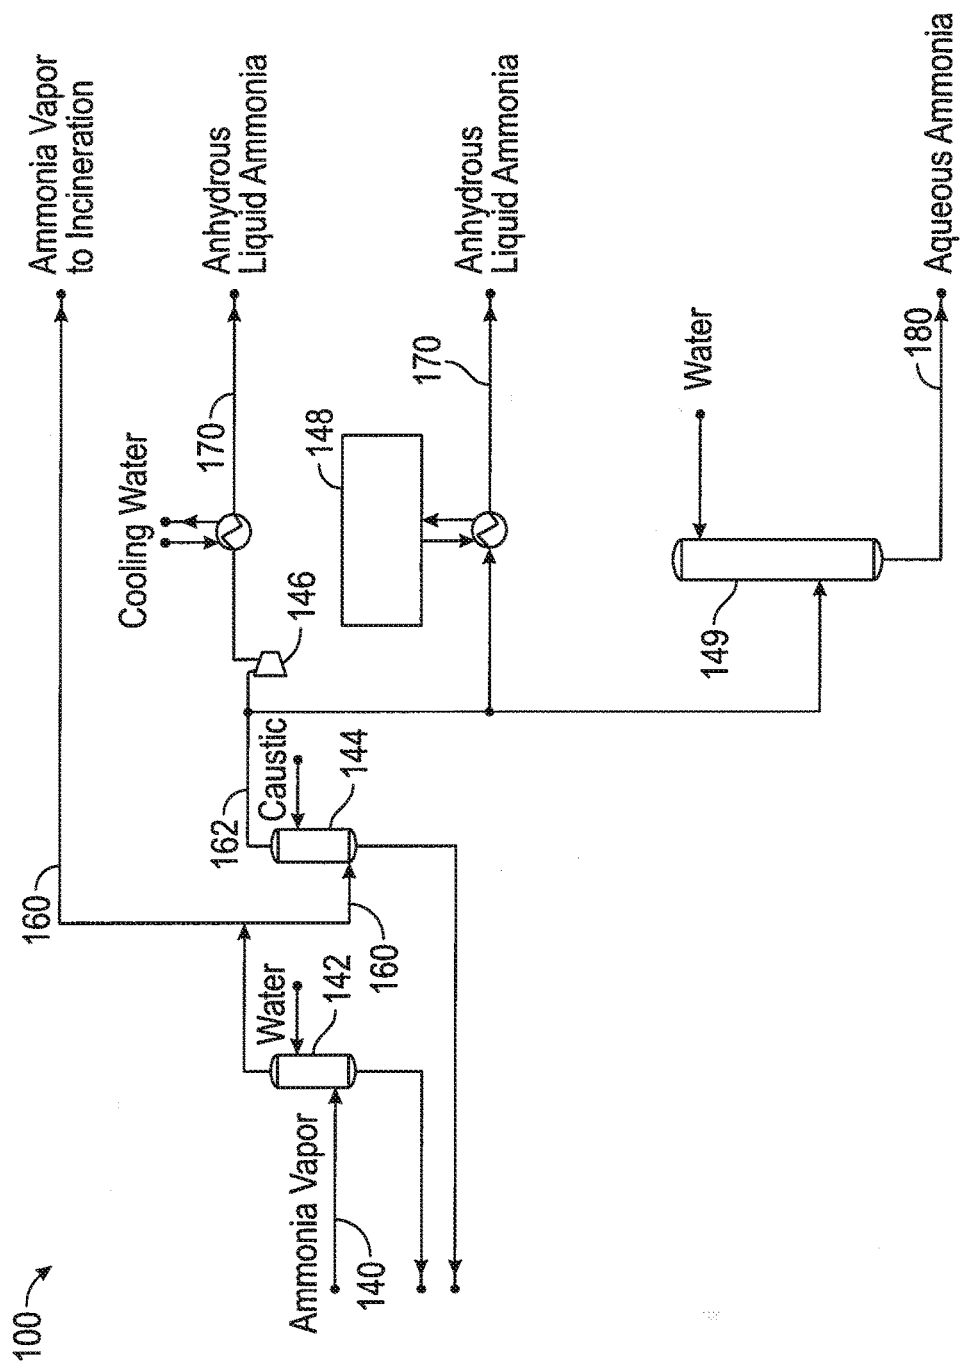 100
Ammonia Vapor
140
Water
142
160
160
162
Caustic
144
146
Cooling Water
170
148
170
149
Water
180
Ammonia Vapor
to Incineration
Anhydrous
Liquid Ammonia
Anhydrous
Liquid Ammonia
Aqueous Ammonia